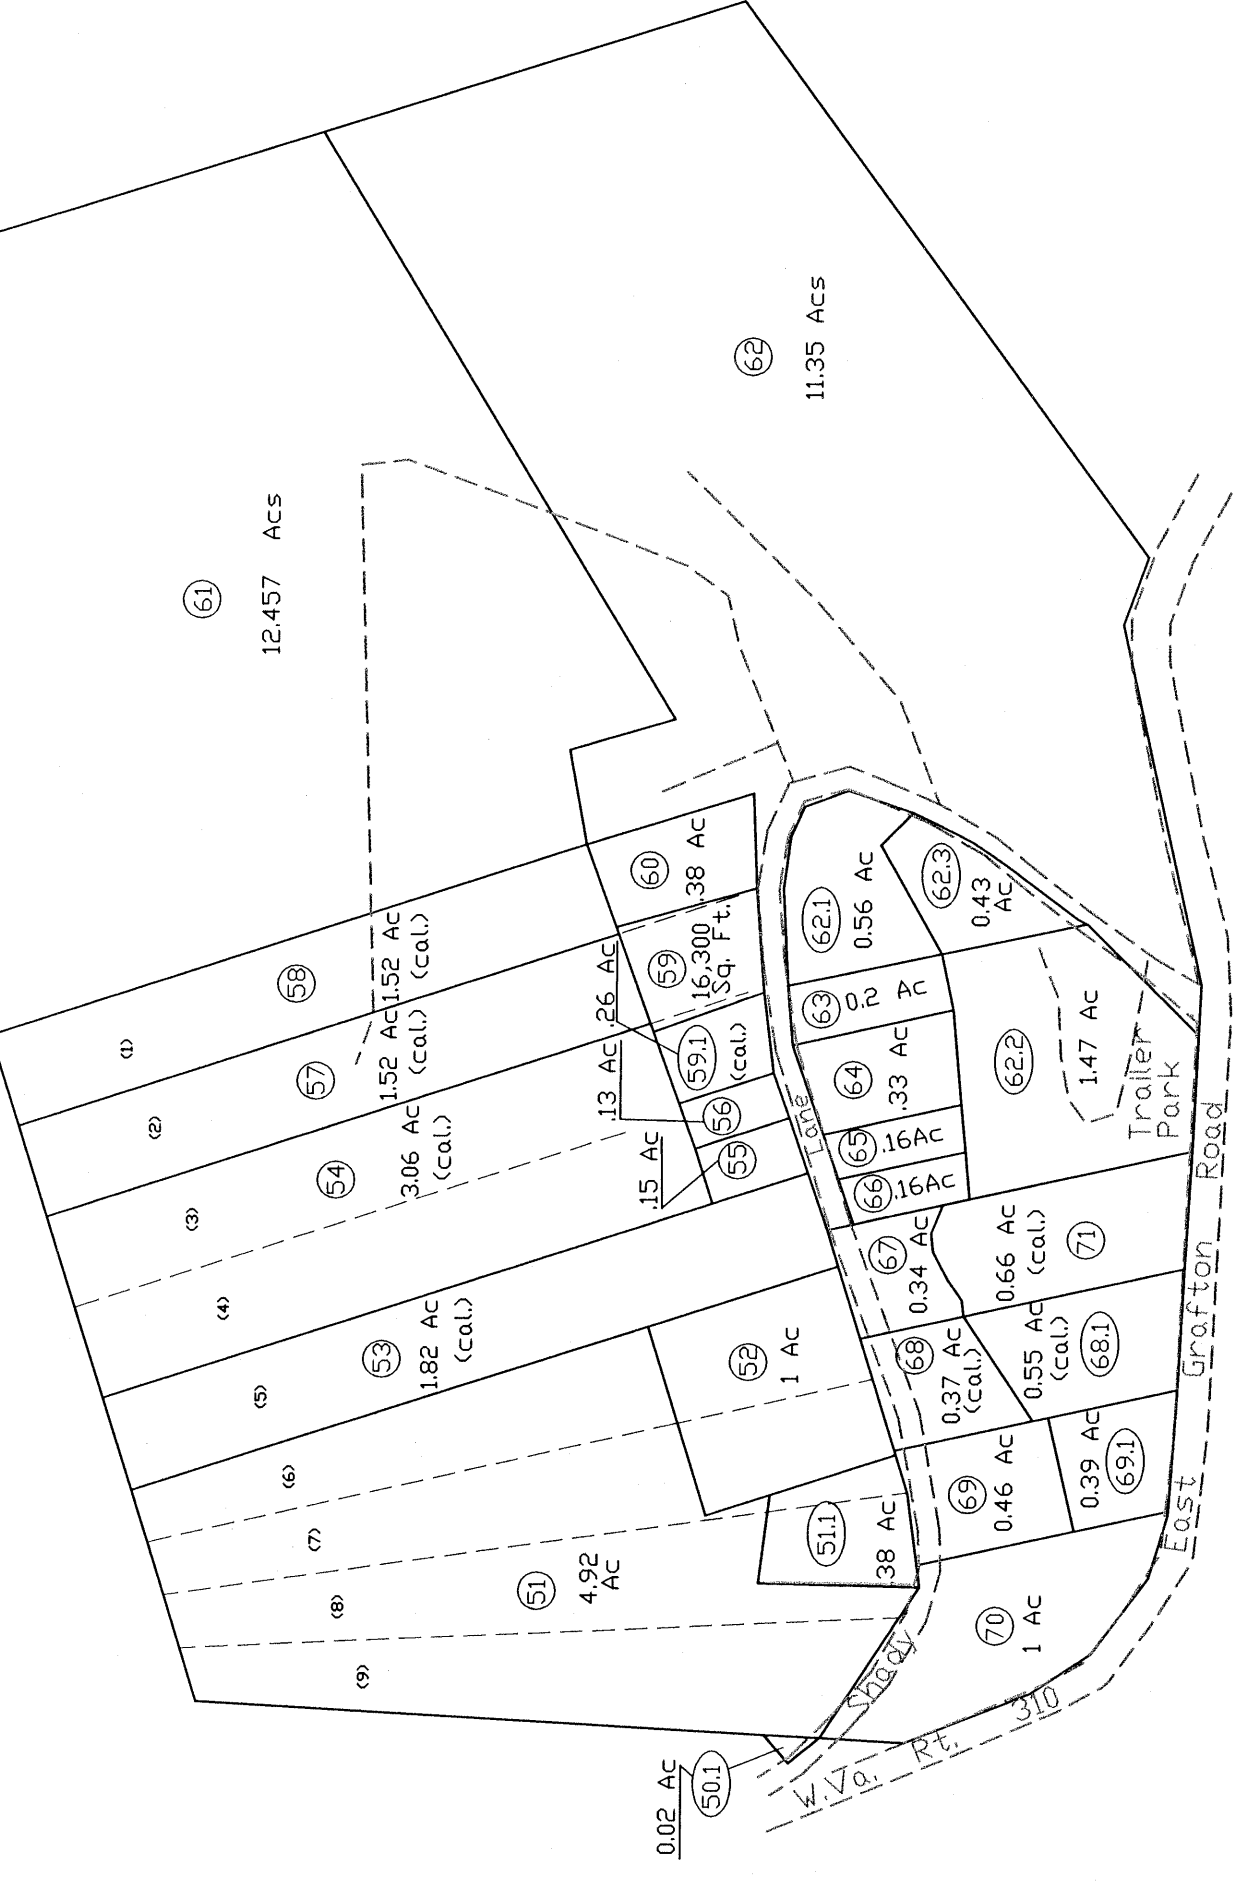 61
12.457 Acs
62
11.35 Acs
58
1.52 Ac
(cal.)
57
1.52 Ac
(cal.)
54
3.06 Ac
(cal.)
53
1.82 Ac
(cal.)
(1)
(2)
(3)
(4)
(5)
(6)
(7)
(8)
(9)
60
.38 Ac
59
16,300
Sq. Ft.
.26 Ac
59.1
(cal.)
.13 Ac
56
.15 Ac
55
52
1 Ac
51
4.92
Ac
51.1
.38 Ac
0.02 Ac
50.1
62.1
0.56 Ac
62.3
0.43
Ac
63
0.2 Ac
64
.33 Ac
65
.16Ac
66
.16Ac
62.2
1.47 Ac
Trailer
Park
67
0.34 Ac
71
0.66 Ac
(cal.)
68
0.37 Ac
(cal.)
0.55 Ac
(cal.)
68.1
69
0.46 Ac
0.39 Ac
69.1
70
1 Ac
Shady Lane
W.Va. Rt. 310
East Grafton Road